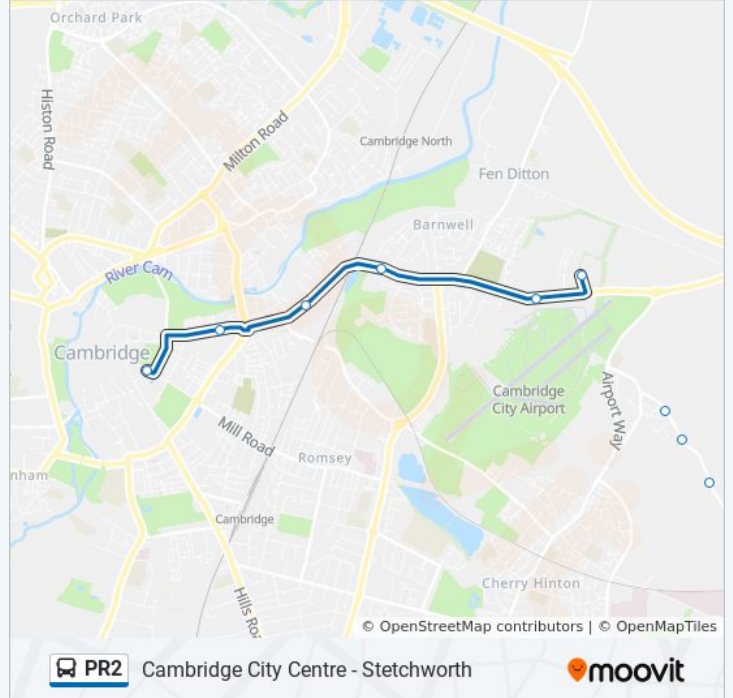 Orchard Park
Histon Road
Milton Road
Cambridge North
Fen Ditton
Barnwell
River Cam
Cambridge
Cambridge
City Airport
Airport Way
Mill Road
Romsey
nham
Cambridge
Cherry Hinton
Hills Roa
© OpenStreetMap contributors | © OpenMapTiles
PR2 Cambridge City Centre - Stetchworth
moovit